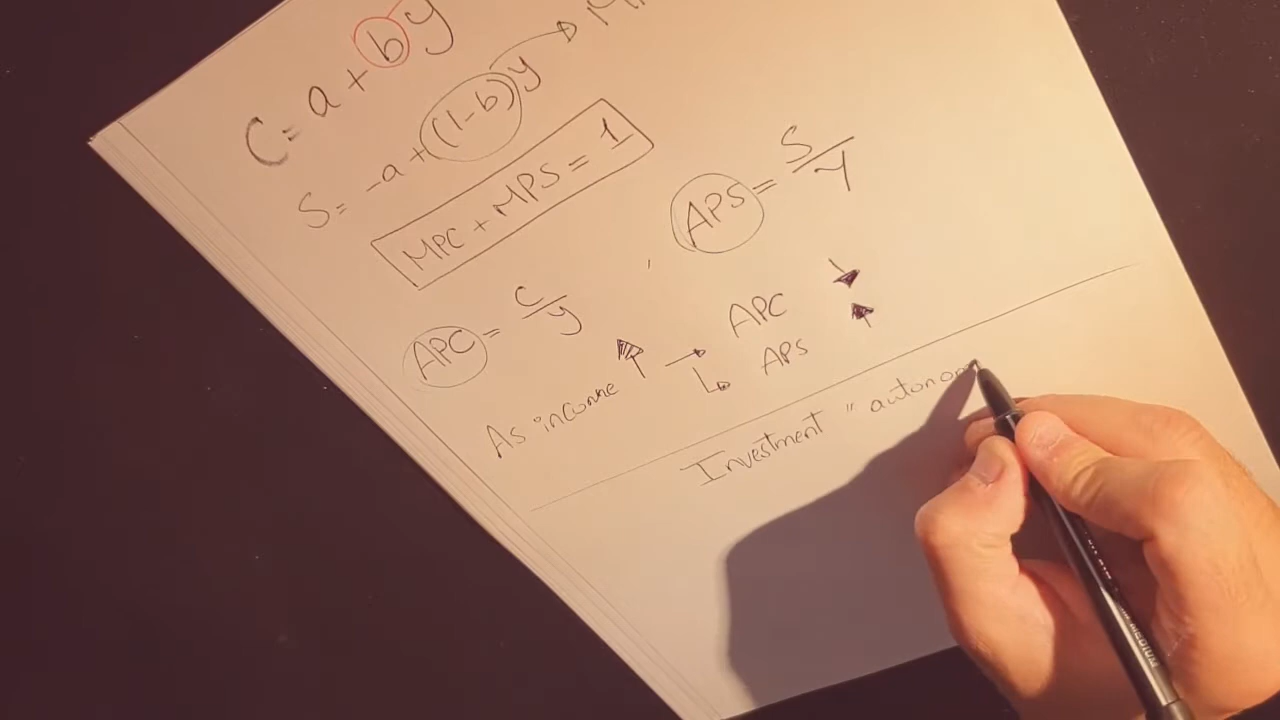 C = a + by
S = -a + (1-b)y
MPC + MPS = 1
APS = S/Y
APC = C/y
As income → APC
APS
Investment "autonom